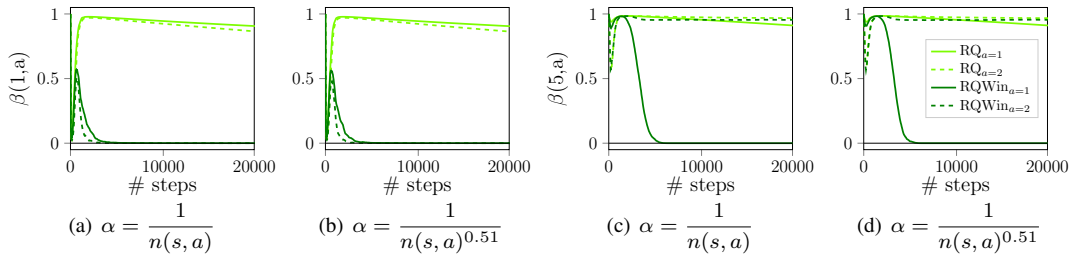 β(1,a)
1
0.5
0
0 10000 20000
# steps
(a) α = 1/n(s, a)
1
0.5
0
0 10000 20000
# steps
(b) α = 1/n(s, a)^0.51
β(5,a)
1
0.5
0
0 10000 20000
# steps
(c) α = 1/n(s, a)
1
0.5
0
RQ_a=1
RQ_a=2
RQWin_a=1
RQWin_a=2
0 10000 20000
# steps
(d) α = 1/n(s, a)^0.51